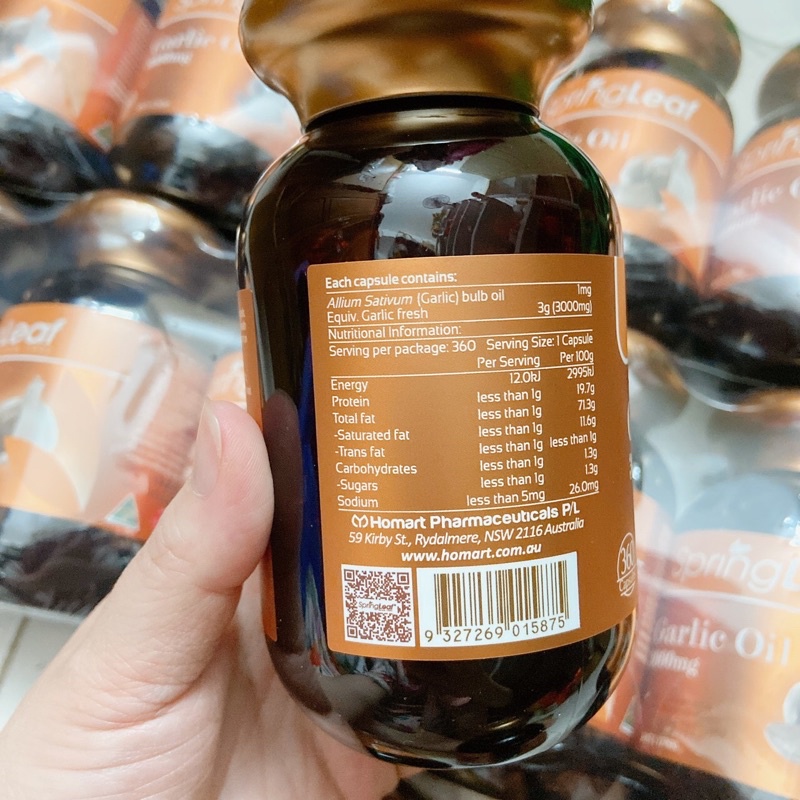 Each capsule contains:
Allium Sativum (Garlic) bulb oil 1mg
Equiv. Garlic fresh 3g (3000mg)
Nutritional Information:
Serving per package: 360 Serving Size: 1 Capsule
Per Serving Per 100g
Energy 12.0kJ 2995kJ
Protein less than 1g 19.7g
Total fat less than 1g 71.3g
-Saturated fat less than 1g 11.6g
-Trans fat less than 1g less than 1g
Carbohydrates less than 1g 1.3g
-Sugars less than 1g 1.3g
Sodium less than 5mg 26.0mg
Homart Pharmaceuticals P/L
59 Kirby St., Rydalmere, NSW 2116 Australia
www.homart.com.au
SpringLeaf
9 327269 015875
360
SpringLeaf
Oil
Leaf
Garlic Oil